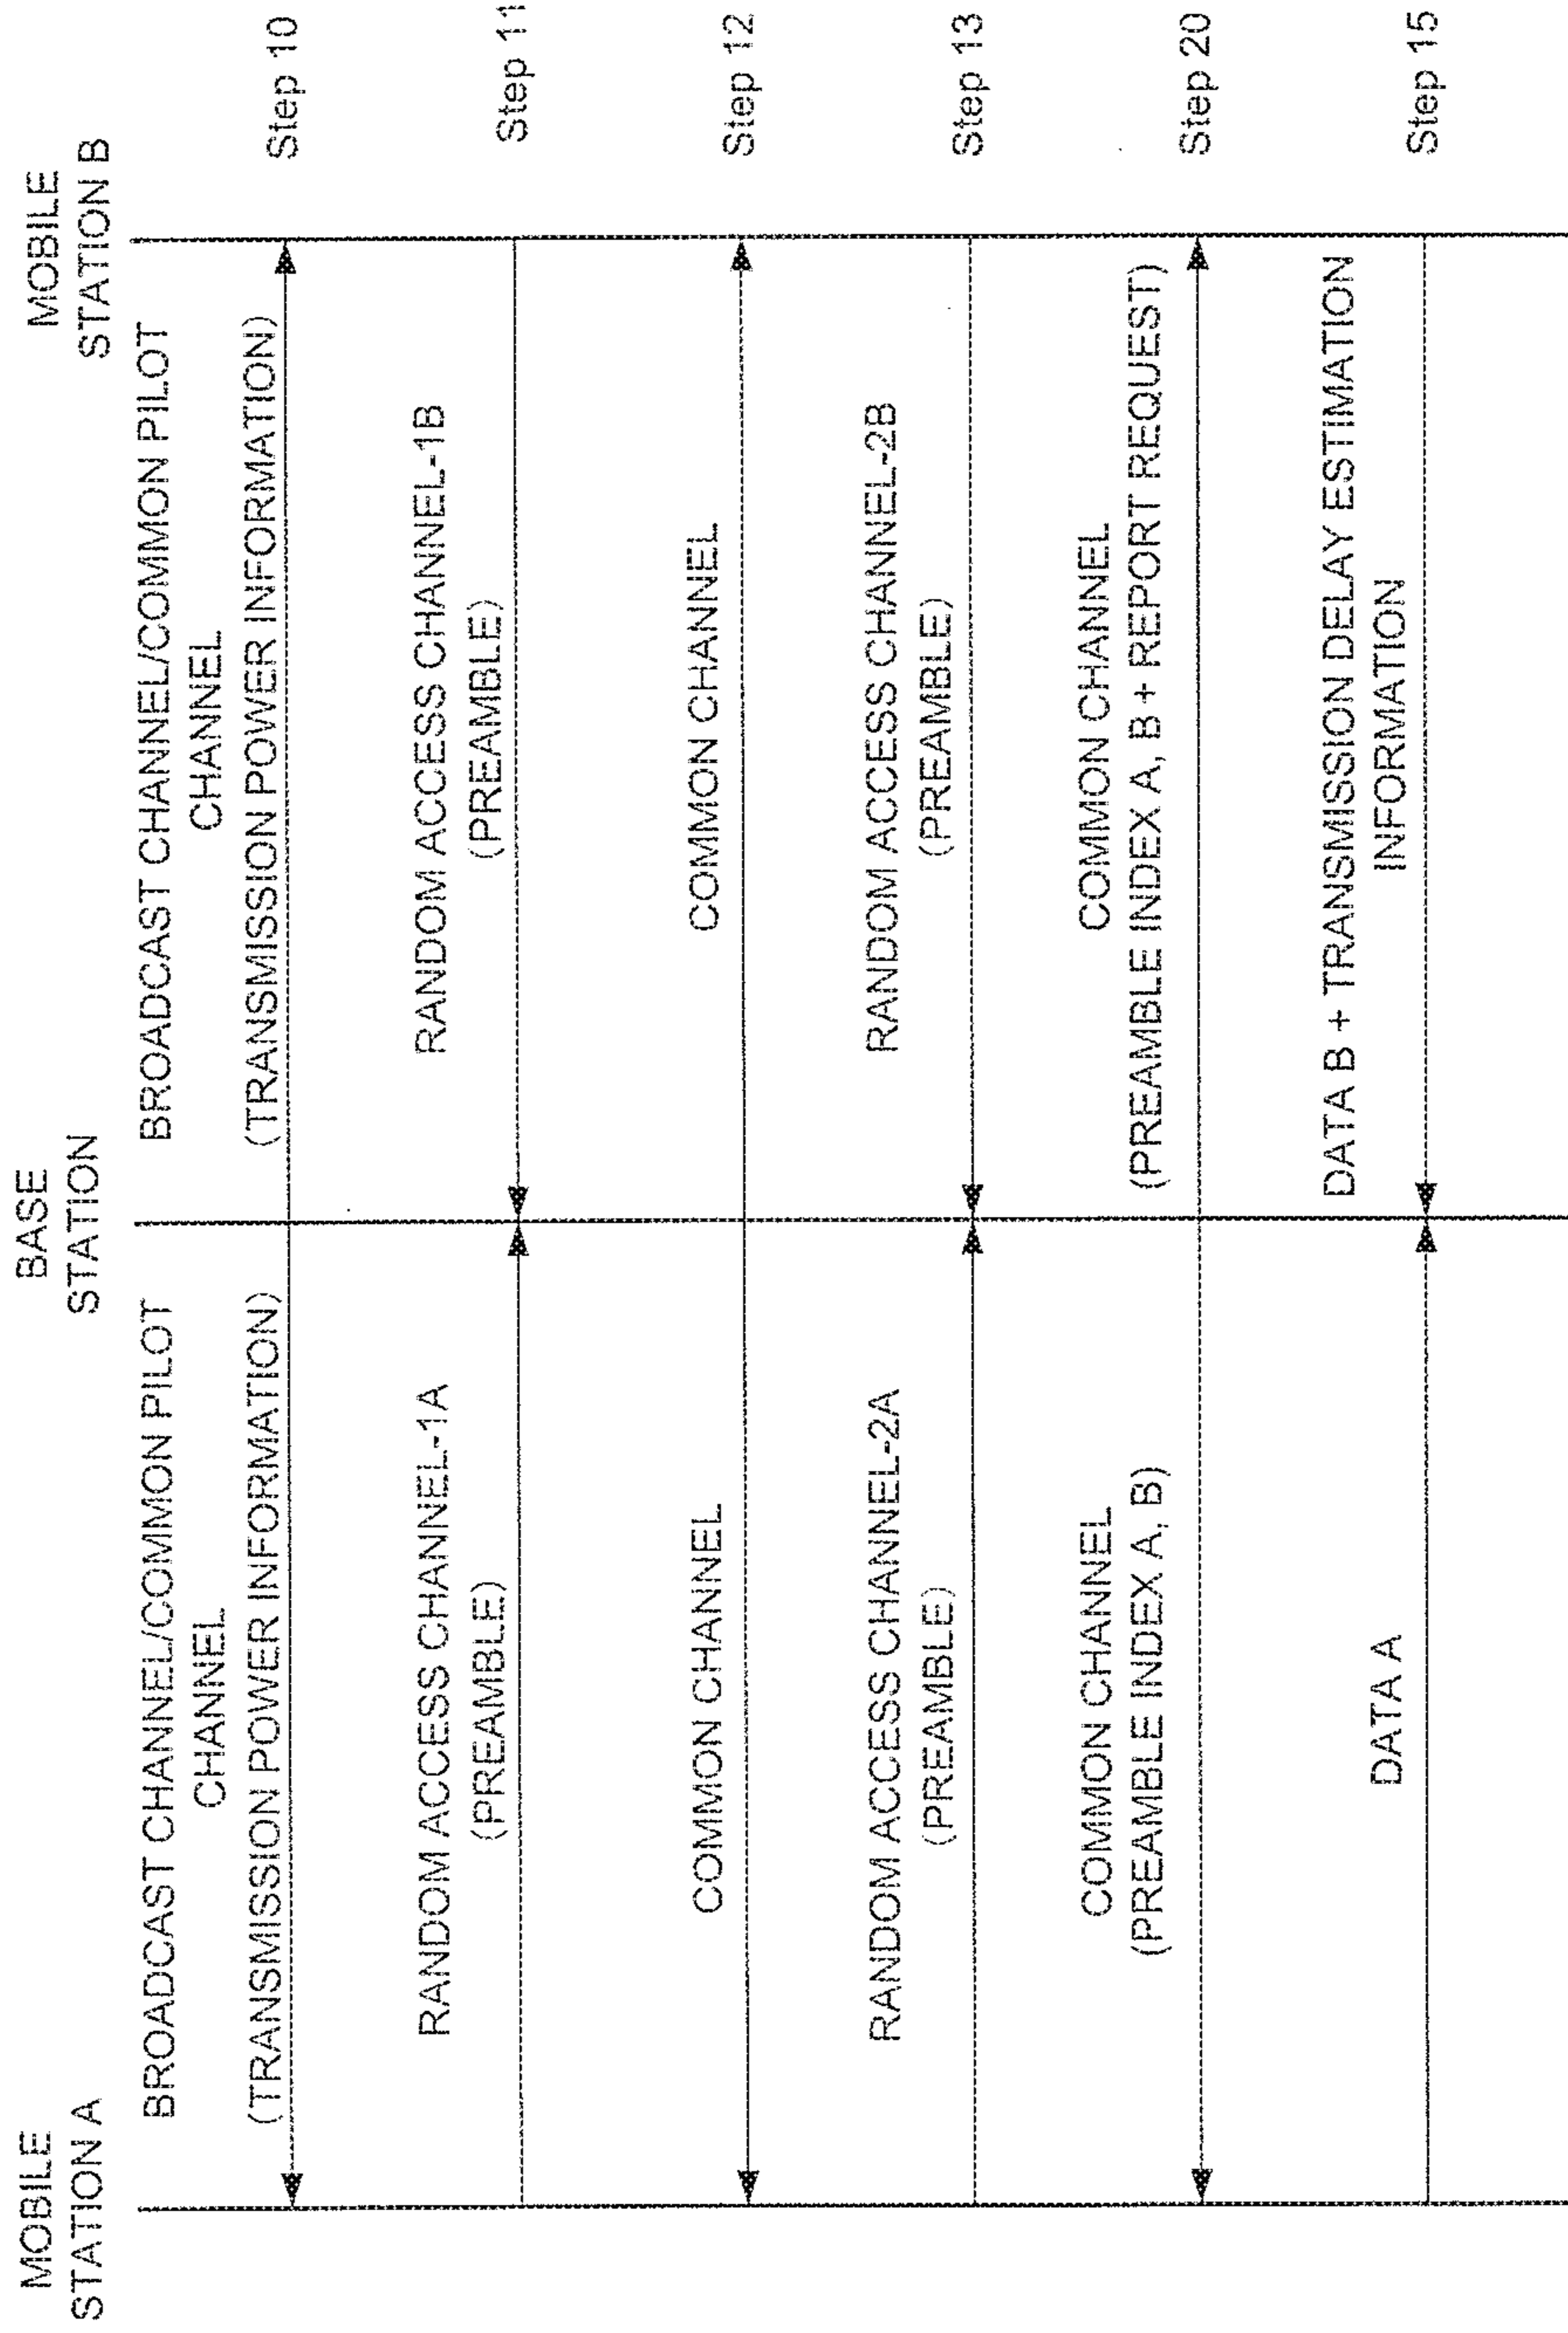 MOBILE
STATION A
BASE
STATION
MOBILE
STATION B
BROADCAST CHANNEL/COMMON PILOT
CHANNEL
(TRANSMISSION POWER INFORMATION)
BROADCAST CHANNEL/COMMON PILOT
CHANNEL
(TRANSMISSION POWER INFORMATION)
Step 10
RANDOM ACCESS CHANNEL-1A
(PREAMBLE)
RANDOM ACCESS CHANNEL-1B
(PREAMBLE)
Step 11
COMMON CHANNEL
COMMON CHANNEL
Step 12
RANDOM ACCESS CHANNEL-2A
(PREAMBLE)
RANDOM ACCESS CHANNEL-2B
(PREAMBLE)
Step 13
COMMON CHANNEL
(PREAMBLE INDEX A, B)
COMMON CHANNEL
(PREAMBLE INDEX A, B + REPORT REQUEST)
Step 20
DATA A
DATA B + TRANSMISSION DELAY ESTIMATION
INFORMATION
Step 15